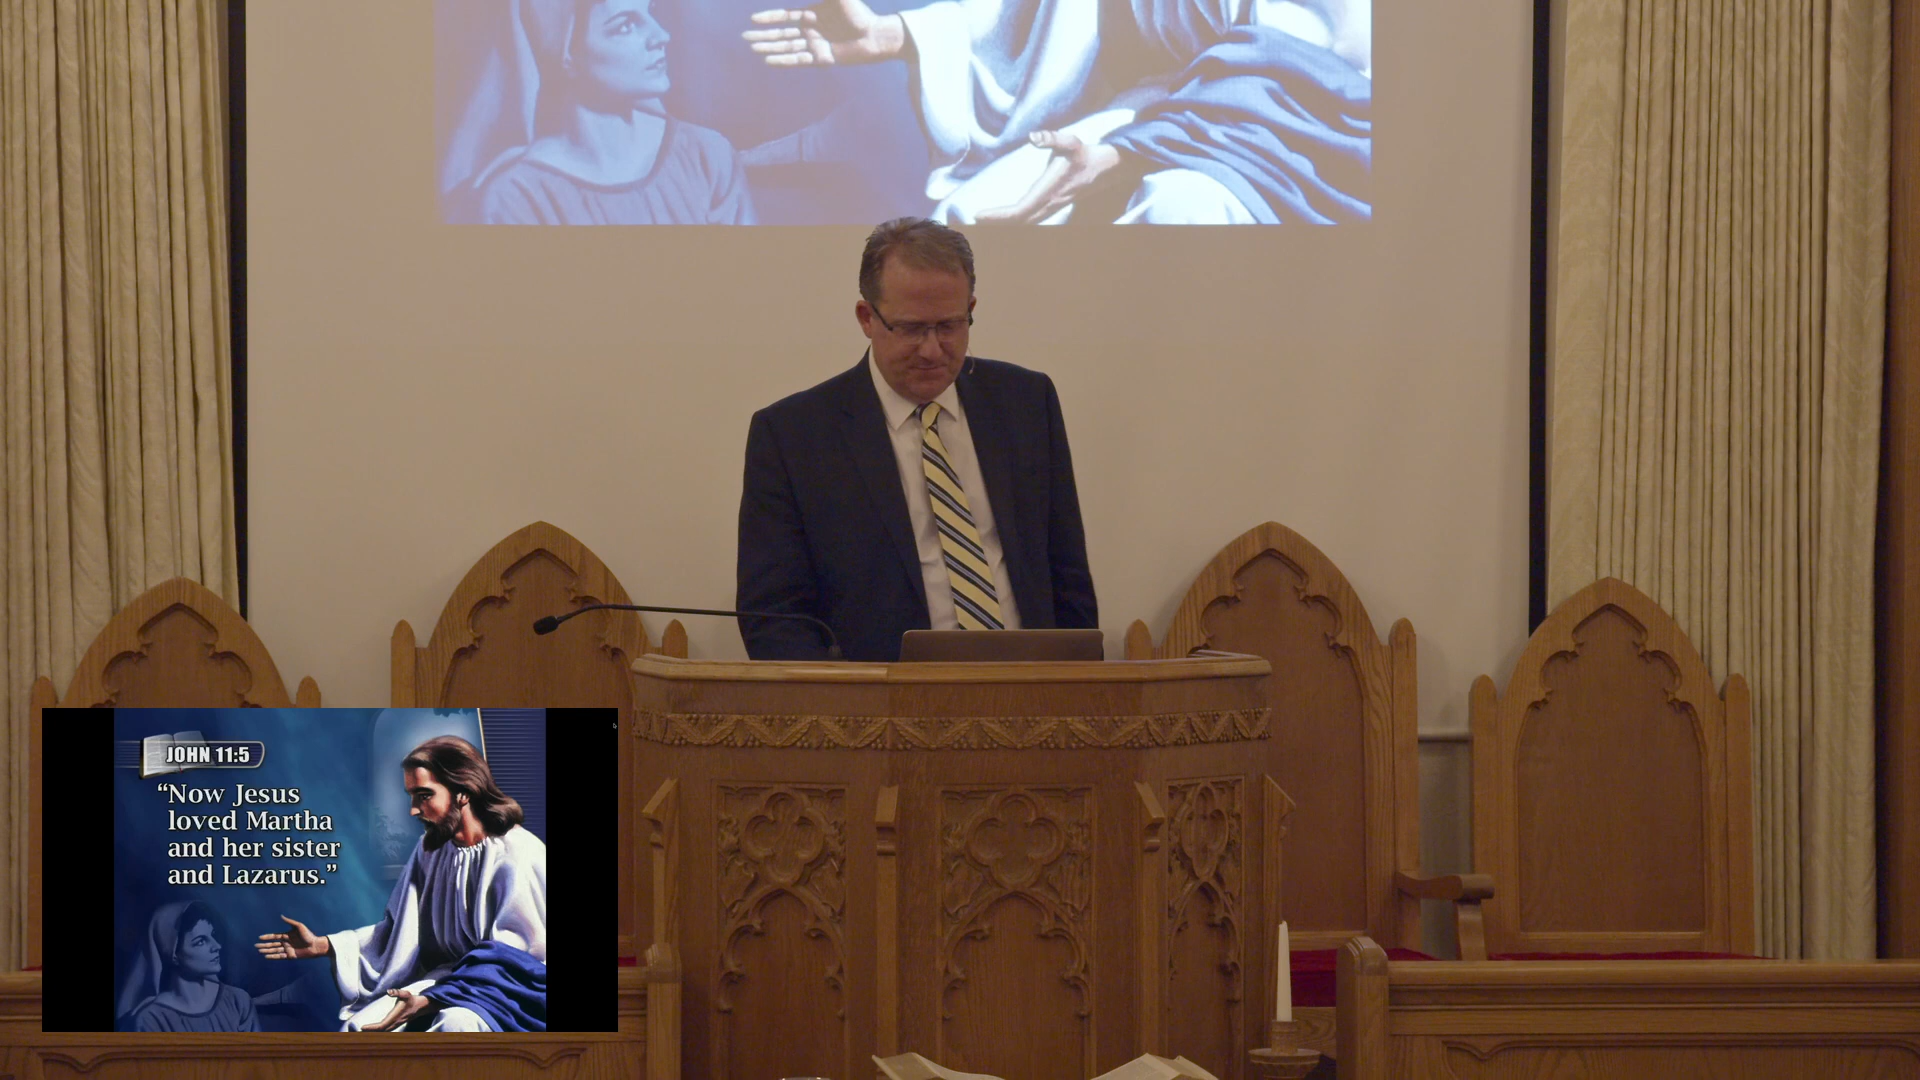 JOHN 11:5
“Now Jesus
loved Martha
and her sister
and Lazarus.”